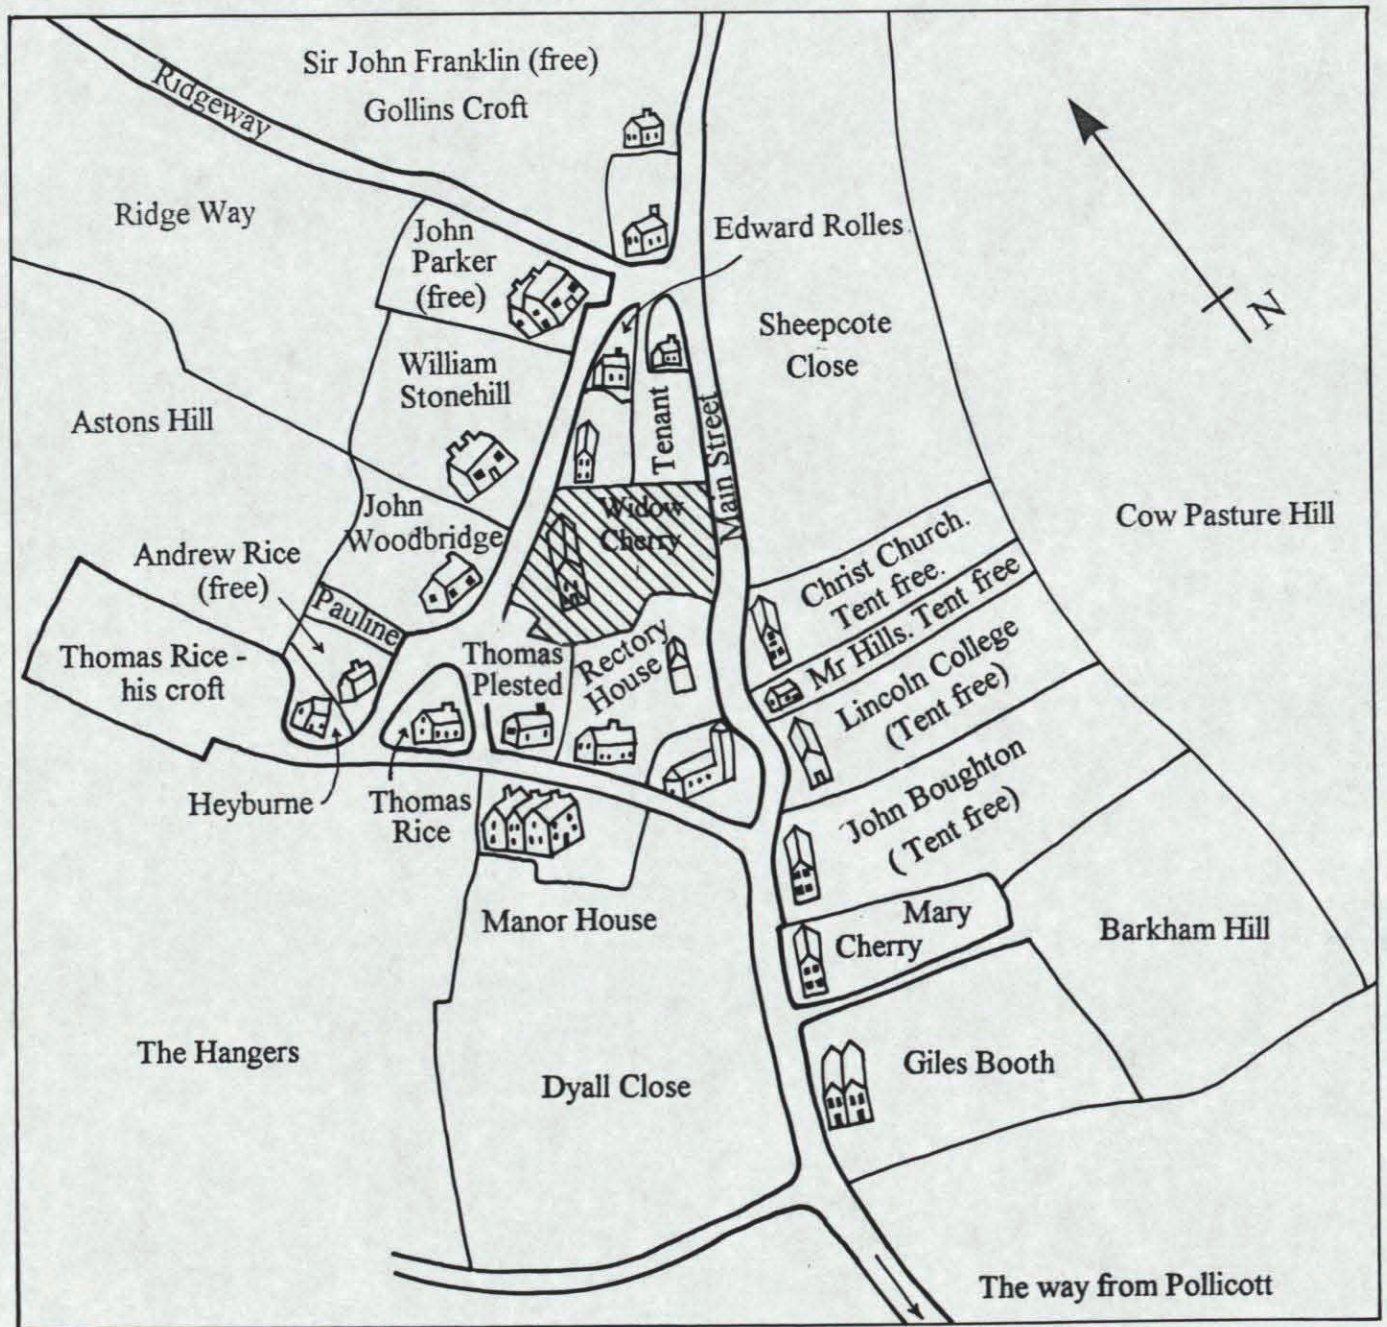 Sir John Franklin (free)
Gollins Croft
Ridgeway
Ridge Way
John
Parker
(free)
Edward Rolles
N
Sheepcote
Close
William
Stonehill
Astons Hill
Tenant
Main Street
Widow
Cherry
John
Woodbridge
Cow Pasture Hill
Christ Church.
Tent free.
Mr Hills. Tent free
Andrew Rice
(free)
Pauline
Thomas Rice -
his croft
Thomas
Plested
Rectory
House
Lincoln College
(Tent free)
Heyburne
Thomas
Rice
John Boughton
( Tent free)
Manor House
Mary
Cherry
Barkham Hill
The Hangers
Dyall Close
Giles Booth
The way from Pollicott